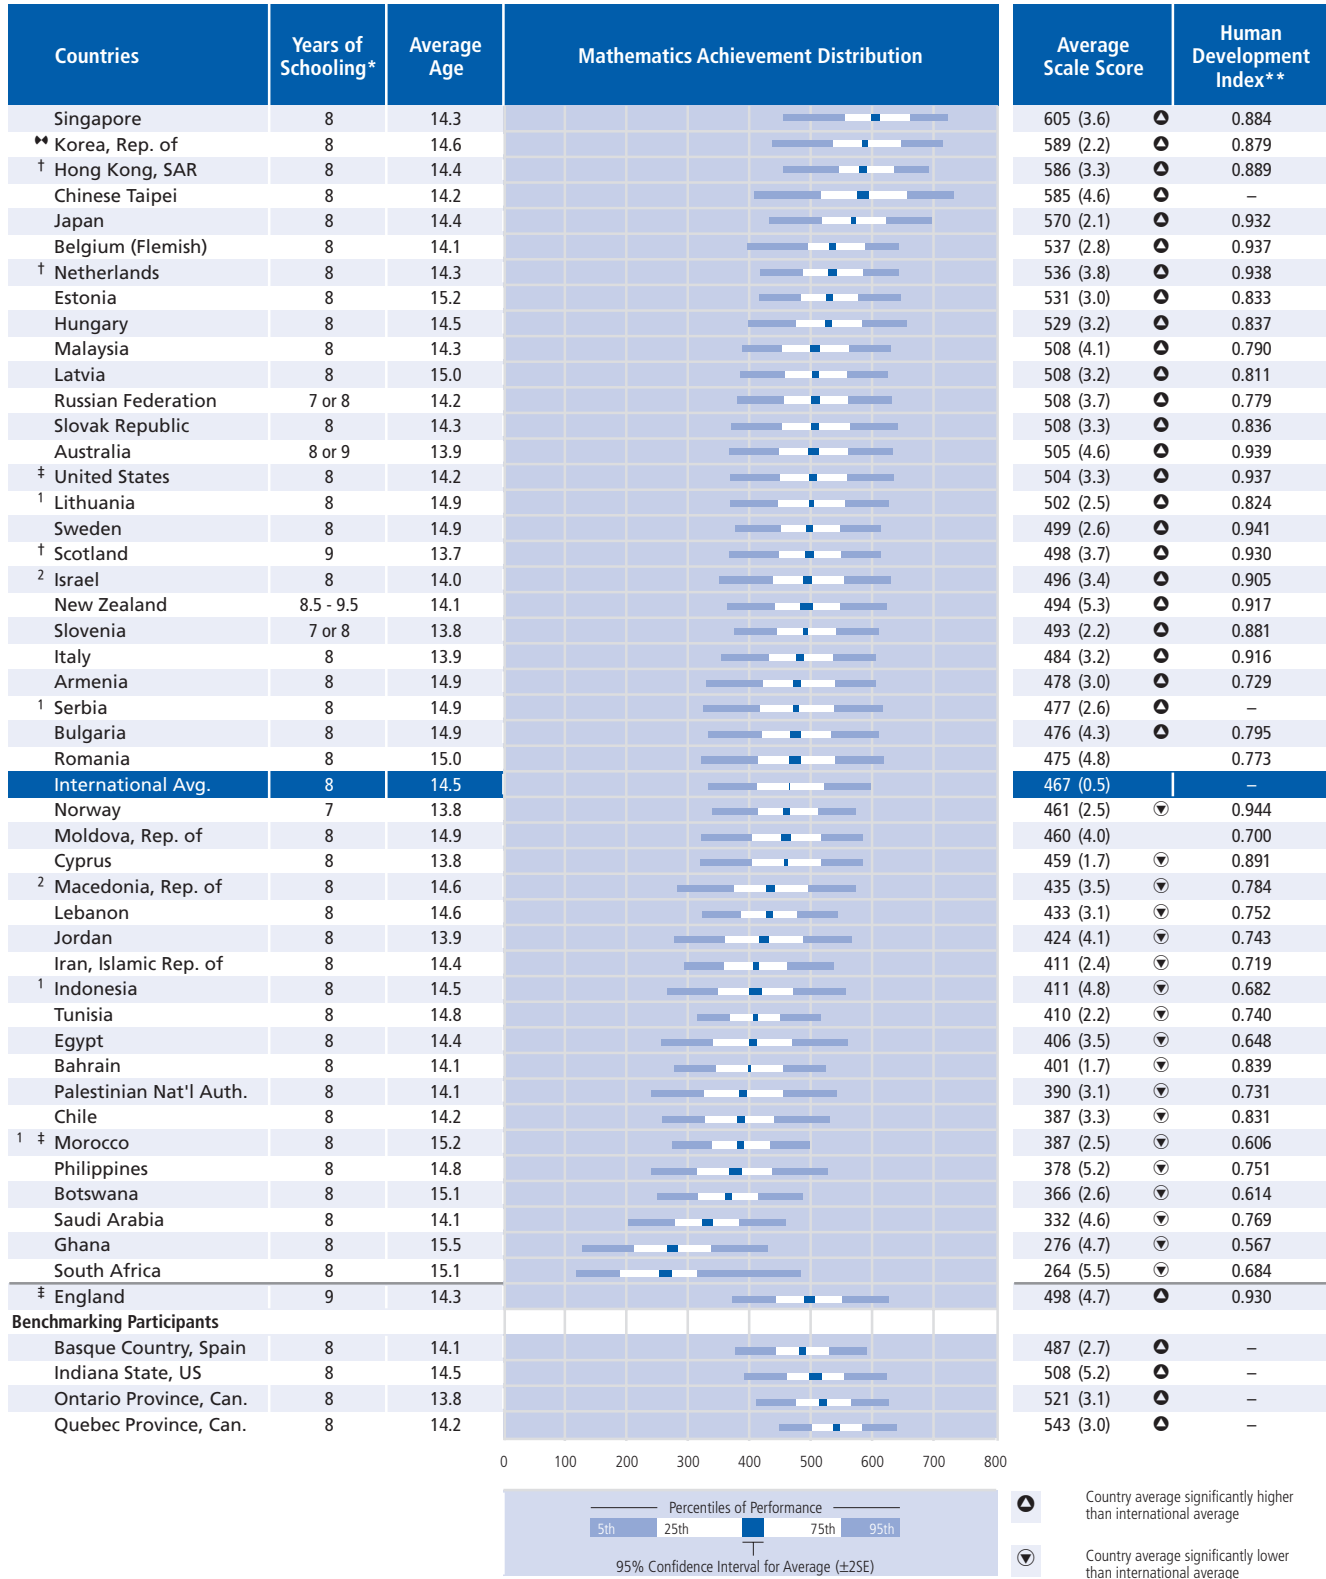 Countries Years of Schooling* Average Age Mathematics Achievement Distribution Average Scale Score Human Development Index**
Singapore 8 14.3 605 (3.6) 0.884
Korea, Rep. of 8 14.6 589 (2.2) 0.879
† Hong Kong, SAR 8 14.4 586 (3.3) 0.889
Chinese Taipei 8 14.2 585 (4.6) –
Japan 8 14.4 570 (2.1) 0.932
Belgium (Flemish) 8 14.1 537 (2.8) 0.937
† Netherlands 8 14.3 536 (3.8) 0.938
Estonia 8 15.2 531 (3.0) 0.833
Hungary 8 14.5 529 (3.2) 0.837
Malaysia 8 14.3 508 (4.1) 0.790
Latvia 8 15.0 508 (3.2) 0.811
Russian Federation 7 or 8 14.2 508 (3.7) 0.779
Slovak Republic 8 14.3 508 (3.3) 0.836
Australia 8 or 9 13.9 505 (4.6) 0.939
‡ United States 8 14.2 504 (3.3) 0.937
1 Lithuania 8 14.9 502 (2.5) 0.824
Sweden 8 14.9 499 (2.6) 0.941
† Scotland 9 13.7 498 (3.7) 0.930
2 Israel 8 14.0 496 (3.4) 0.905
New Zealand 8.5 - 9.5 14.1 494 (5.3) 0.917
Slovenia 7 or 8 13.8 493 (2.2) 0.881
Italy 8 13.9 484 (3.2) 0.916
Armenia 8 14.9 478 (3.0) 0.729
1 Serbia 8 14.9 477 (2.6) –
Bulgaria 8 14.9 476 (4.3) 0.795
Romania 8 15.0 475 (4.8) 0.773
International Avg. 8 14.5 467 (0.5) –
Norway 7 13.8 461 (2.5) 0.944
Moldova, Rep. of 8 14.9 460 (4.0) 0.700
Cyprus 8 13.8 459 (1.7) 0.891
2 Macedonia, Rep. of 8 14.6 435 (3.5) 0.784
Lebanon 8 14.6 433 (3.1) 0.752
Jordan 8 13.9 424 (4.1) 0.743
Iran, Islamic Rep. of 8 14.4 411 (2.4) 0.719
1 Indonesia 8 14.5 411 (4.8) 0.682
Tunisia 8 14.8 410 (2.2) 0.740
Egypt 8 14.4 406 (3.5) 0.648
Bahrain 8 14.1 401 (1.7) 0.839
Palestinian Nat'l Auth. 8 14.1 390 (3.1) 0.731
Chile 8 14.2 387 (3.3) 0.831
1 ‡ Morocco 8 15.2 387 (2.5) 0.606
Philippines 8 14.8 378 (5.2) 0.751
Botswana 8 15.1 366 (2.6) 0.614
Saudi Arabia 8 14.1 332 (4.6) 0.769
Ghana 8 15.5 276 (4.7) 0.567
South Africa 8 15.1 264 (5.5) 0.684
‡ England 9 14.3 498 (4.7) 0.930
Benchmarking Participants
Basque Country, Spain 8 14.1 487 (2.7) –
Indiana State, US 8 14.5 508 (5.2) –
Ontario Province, Can. 8 13.8 521 (3.1) –
Quebec Province, Can. 8 14.2 543 (3.0) –
0 100 200 300 400 500 600 700 800
Percentiles of Performance
5th 25th 75th 95th
95% Confidence Interval for Average (±2SE)
Country average significantly higher
than international average
Country average significantly lower
than international average